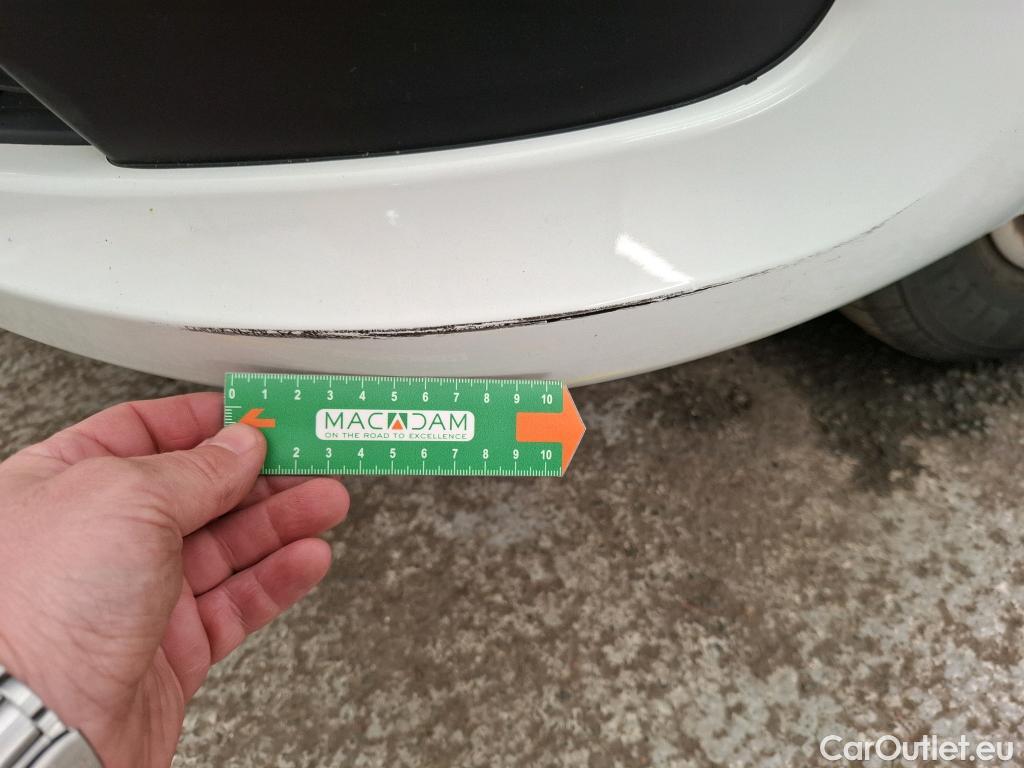 0 1 2 3 4 5 6 7 8 9 10
MACADAM
ON THE ROAD TO EXCELLENCE
2 3 4 5 6 7 8 9 10
CarOutlet.eu